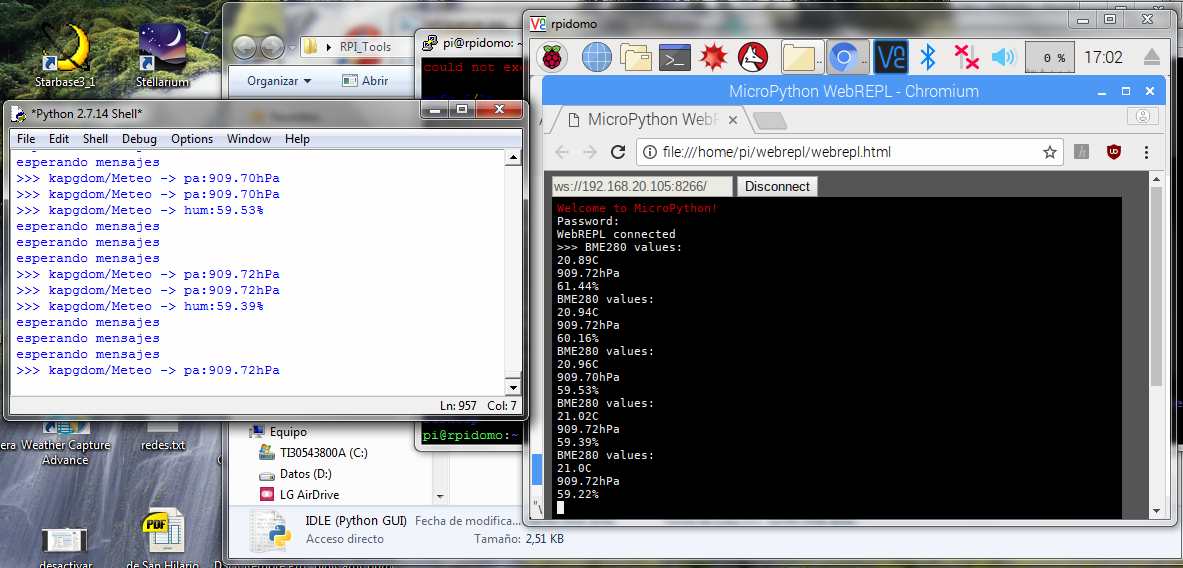 Starbase3_1
Stellarium
RPI_Tools
Organizar
Abrir
pi@rpidomo: ~
could not exe
*Python 2.7.14 Shell*
File Edit Shell Debug Options Window Help
esperando mensajes
>>> kapgdom/Meteo -> pa:909.70hPa
>>> kapgdom/Meteo -> pa:909.70hPa
>>> kapgdom/Meteo -> hum:59.53%
esperando mensajes
esperando mensajes
esperando mensajes
>>> kapgdom/Meteo -> pa:909.72hPa
>>> kapgdom/Meteo -> pa:909.72hPa
>>> kapgdom/Meteo -> hum:59.39%
esperando mensajes
esperando mensajes
esperando mensajes
>>> kapgdom/Meteo -> pa:909.72hPa
Ln: 957 Col: 7
rpidomo
0 %
17:02
MicroPython WebREPL - Chromium
MicroPython WebF
file:///home/pi/webrepl/webrepl.html
ws://192.168.20.105:8266/
Disconnect
Welcome to MicroPython!
Password:
WebREPL connected
>>> BME280 values:
20.89C
909.72hPa
61.44%
BME280 values:
20.94C
909.72hPa
60.16%
BME280 values:
20.96C
909.70hPa
59.53%
BME280 values:
21.02C
909.72hPa
59.39%
BME280 values:
21.0C
909.72hPa
59.22%
pi@rpidomo:~
era Weather Capture
Advance
redes.txt
Equipo
TI30543800A (C:)
Datos (D:)
LG AirDrive
IDLE (Python GUI) Fecha de modifica...
Acceso directo Tamaño: 2,51 KB
PDF
desactivar
de San Hilario